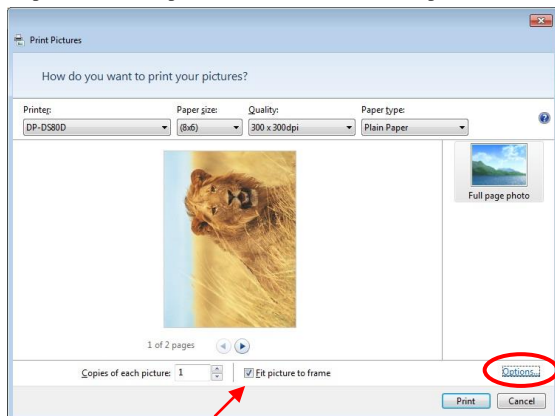 Print Pictures
How do you want to print your pictures?
Printer: Paper size: Quality: Paper type:
DP-DS80D (8x6) 300 x 300dpi Plain Paper
Full page photo
1 of 2 pages
Copies of each picture: 1 Fit picture to frame Options...
Print Cancel